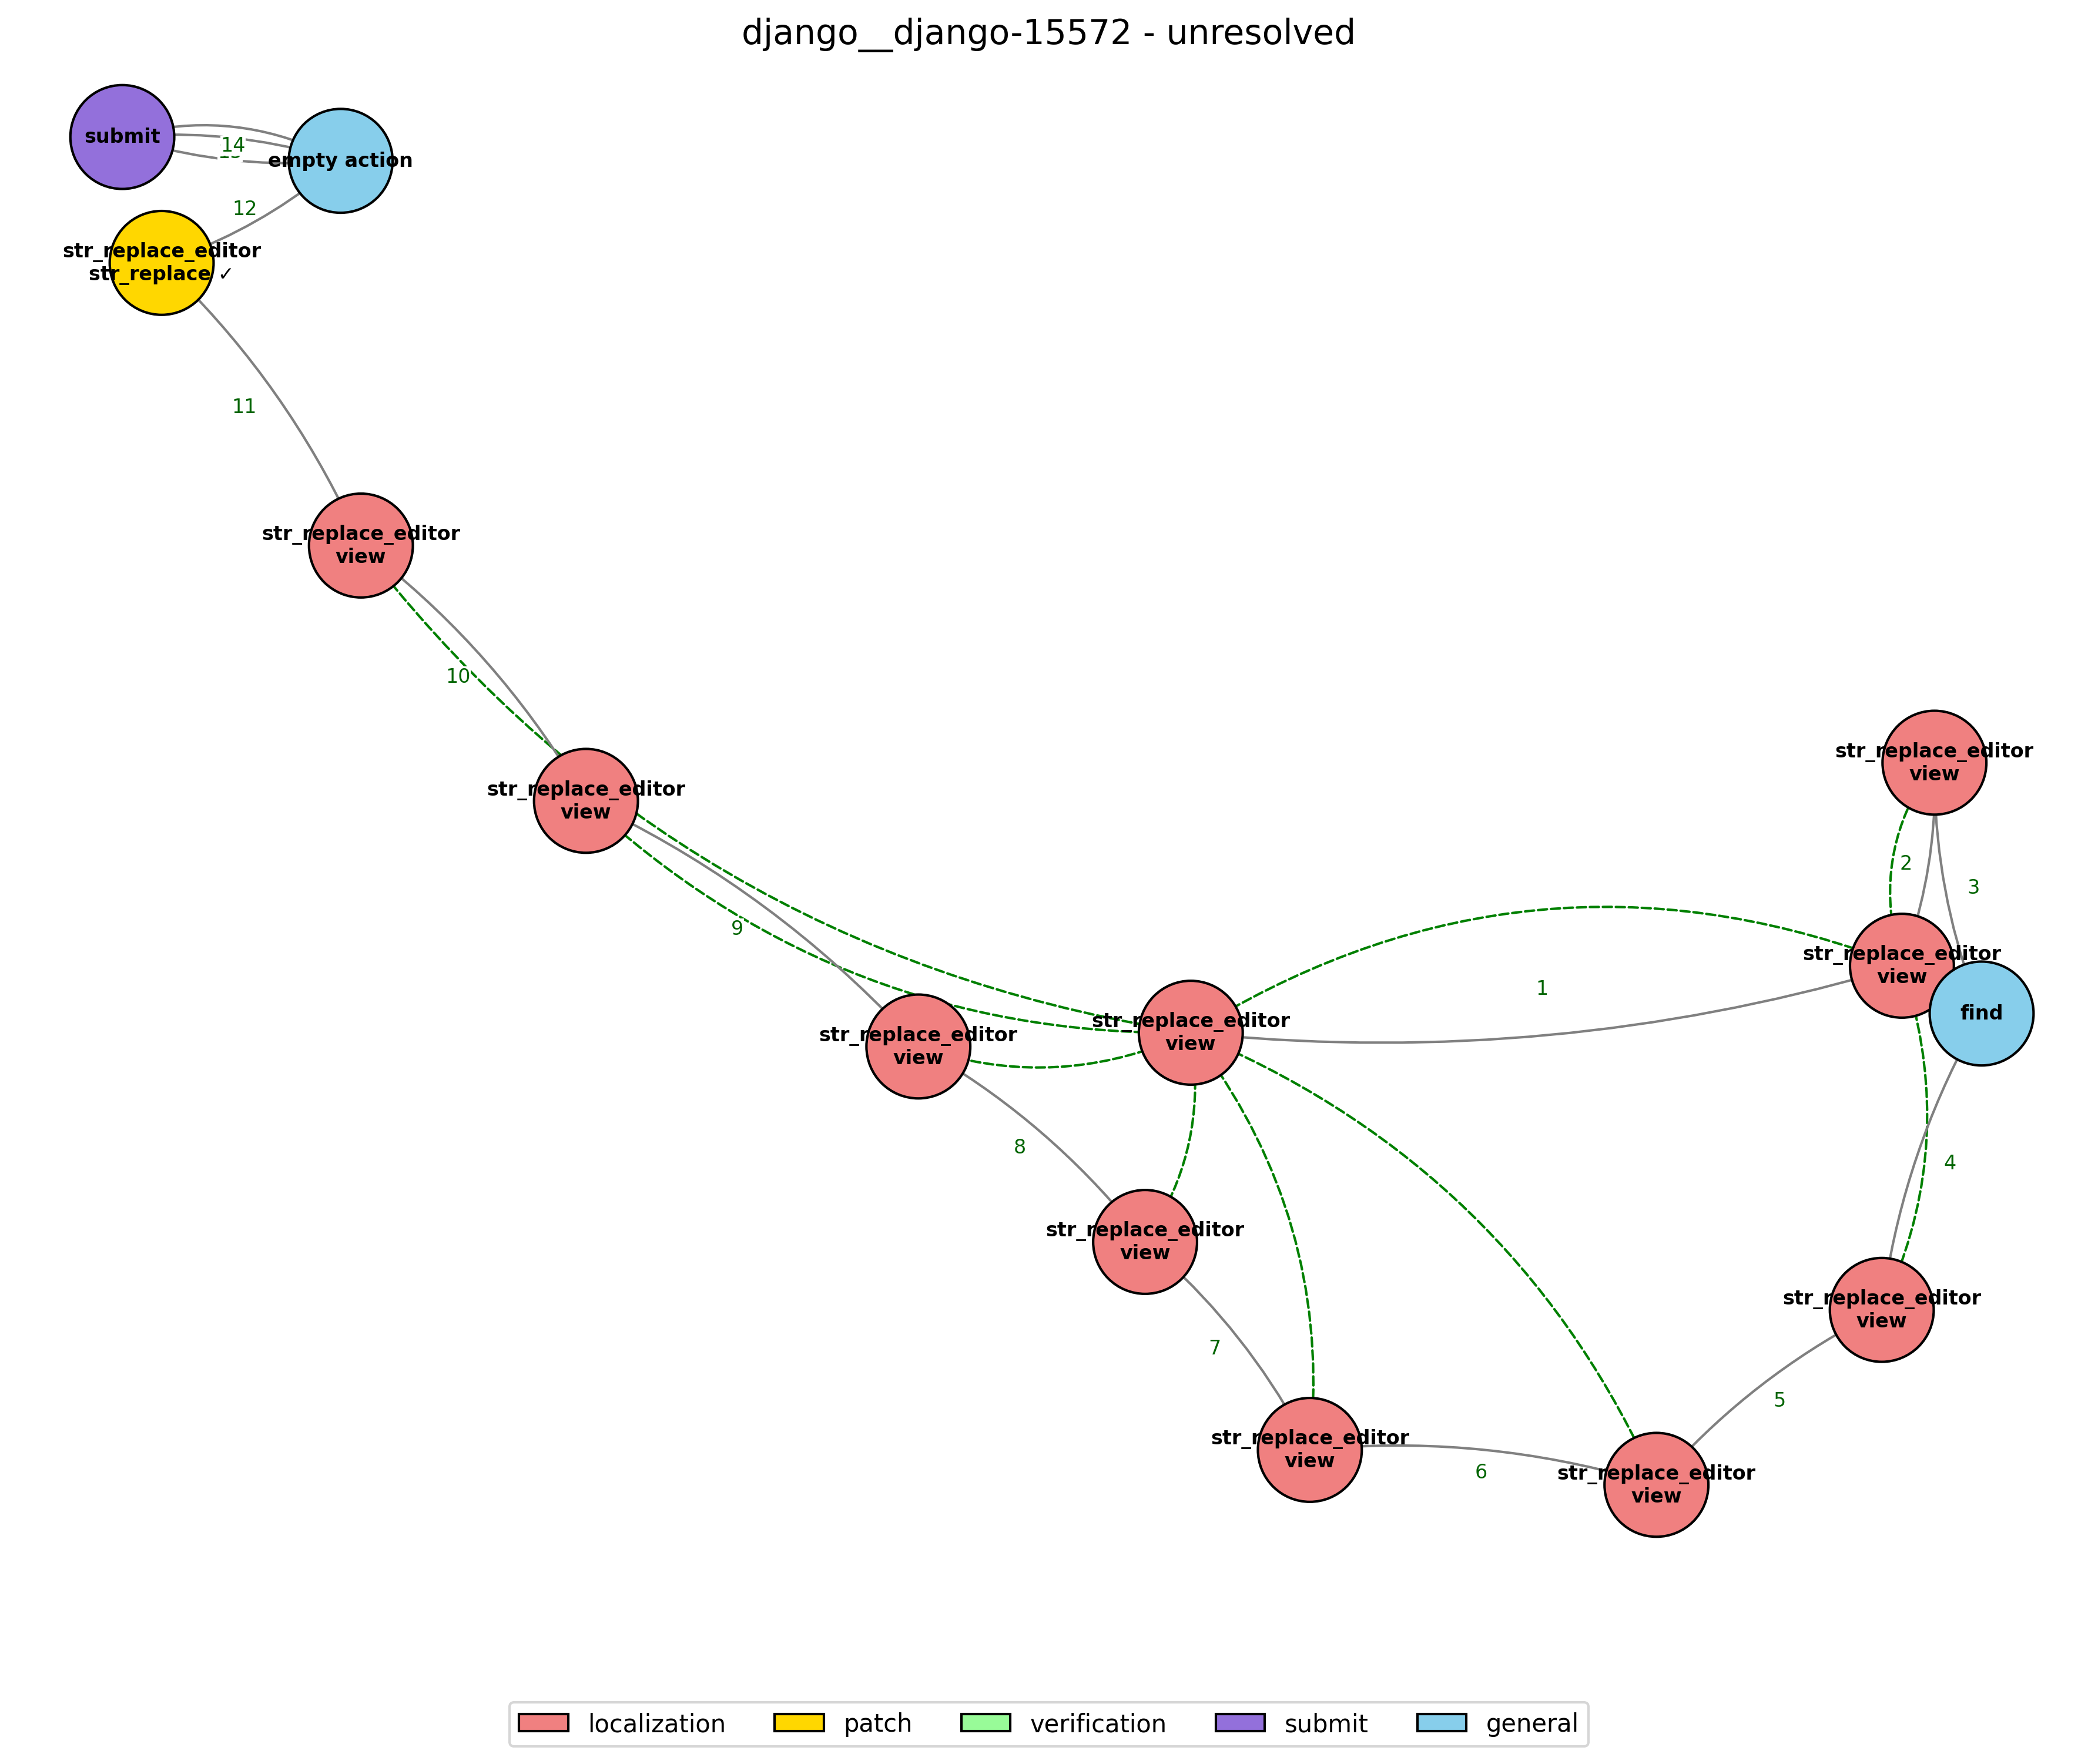 django__django-15572 - unresolved
submit
14
empty action
12
str_replace_editor
str_replace ✓
11
str_replace_editor
view
10
str_replace_editor
view
9
str_replace_editor
view
str_replace_editor
view
1
str_replace_editor
view
2
3
str_replace_editor
view
find
4
8
str_replace_editor
view
7
str_replace_editor
view
6
str_replace_editor
view
5
str_replace_editor
view
localization
patch
verification
submit
general